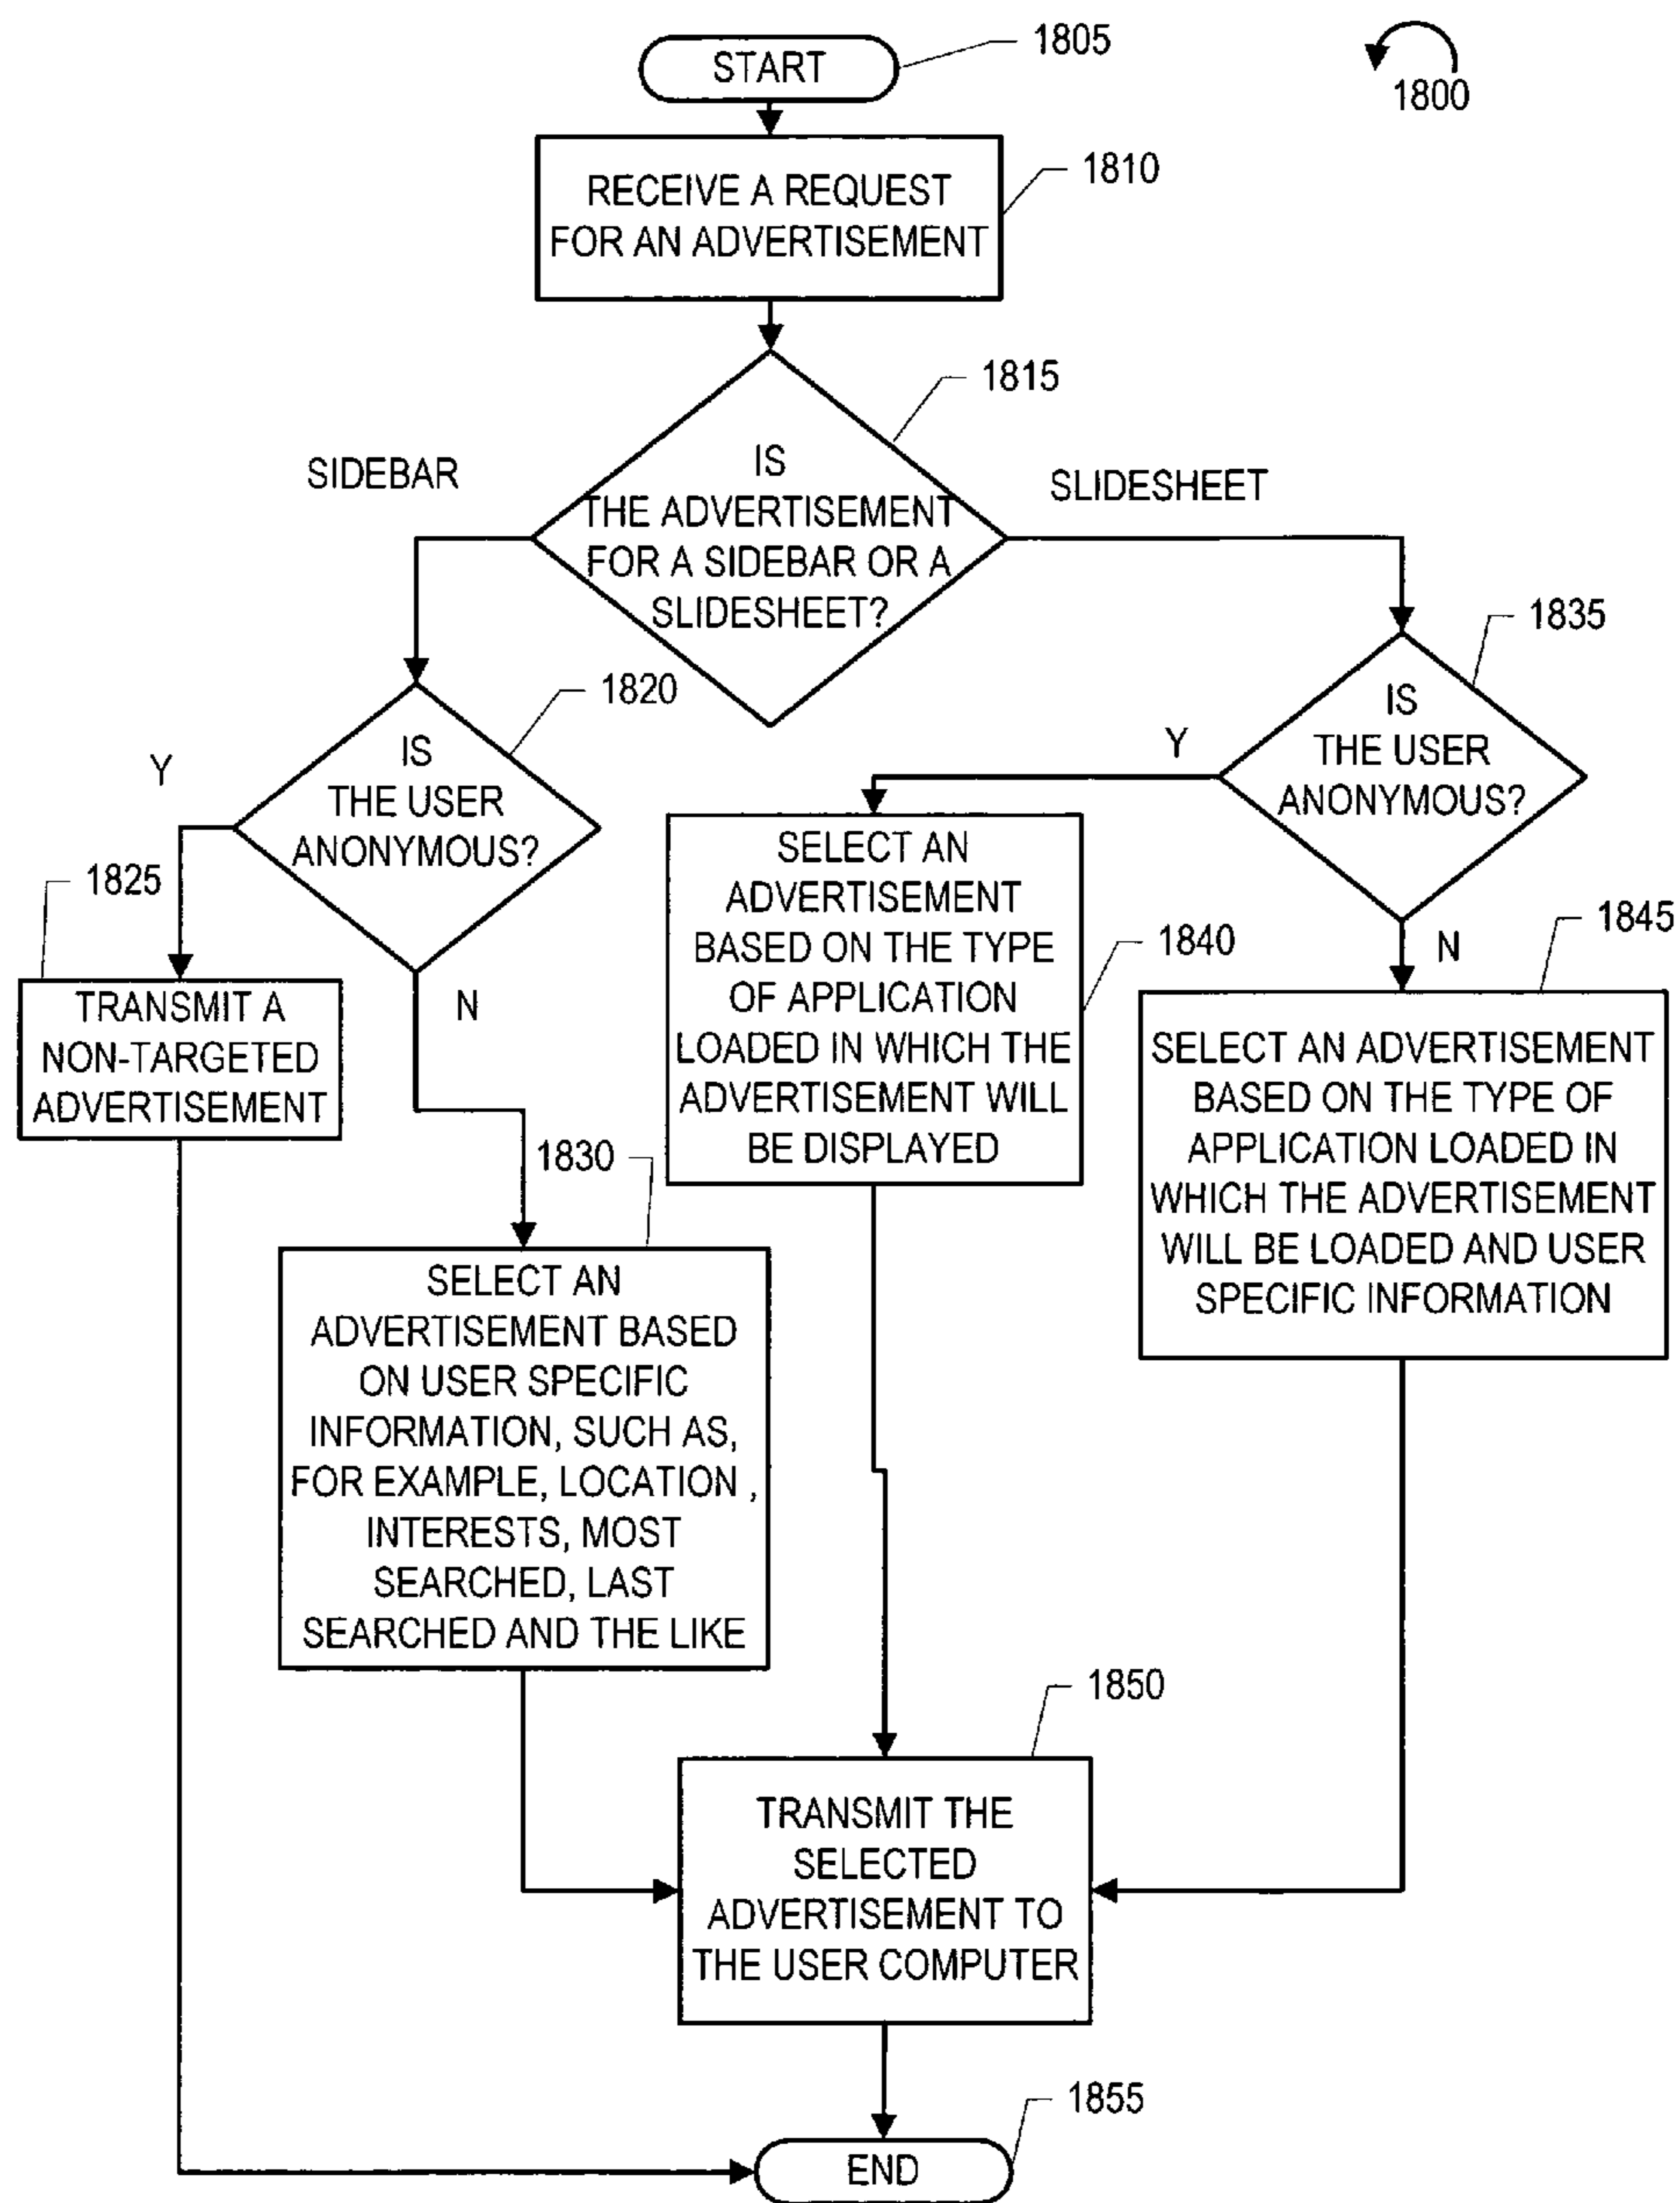 START
1805
1800
RECEIVE A REQUEST
FOR AN ADVERTISEMENT
1810
1815
IS
THE ADVERTISEMENT
FOR A SIDEBAR OR A
SLIDESHEET?
SIDEBAR
SLIDESHEET
1820
IS
THE USER
ANONYMOUS?
Y
N
1825
TRANSMIT A
NON-TARGETED
ADVERTISEMENT
1830
SELECT AN
ADVERTISEMENT BASED
ON USER SPECIFIC
INFORMATION, SUCH AS,
FOR EXAMPLE, LOCATION ,
INTERESTS, MOST
SEARCHED, LAST
SEARCHED AND THE LIKE
1835
IS
THE USER
ANONYMOUS?
Y
N
1840
SELECT AN
ADVERTISEMENT
BASED ON THE TYPE
OF APPLICATION
LOADED IN WHICH THE
ADVERTISEMENT WILL
BE DISPLAYED
1845
SELECT AN ADVERTISEMENT
BASED ON THE TYPE OF
APPLICATION LOADED IN
WHICH THE ADVERTISEMENT
WILL BE LOADED AND USER
SPECIFIC INFORMATION
1850
TRANSMIT THE
SELECTED
ADVERTISEMENT TO
THE USER COMPUTER
1855
END